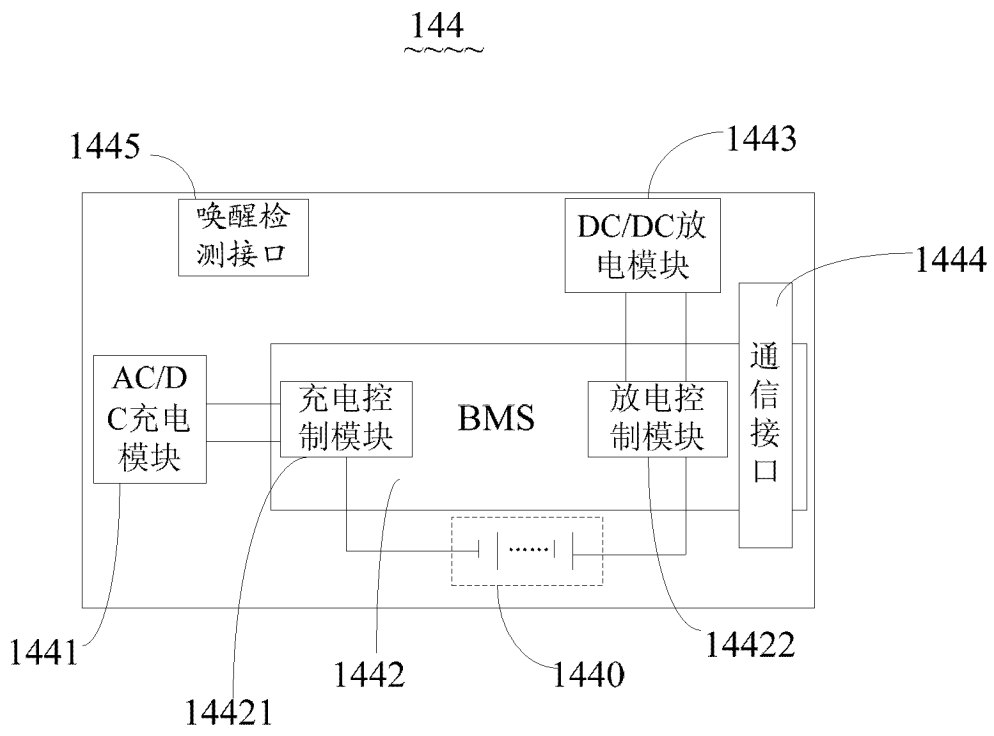 144
1445
1443
唤醒检
测接口
DC/DC放
电模块
1444
通
信
接
口
AC/D
C充电
模块
充电控
制模块
BMS
放电控
制模块
1441
14421
1442
1440
14422